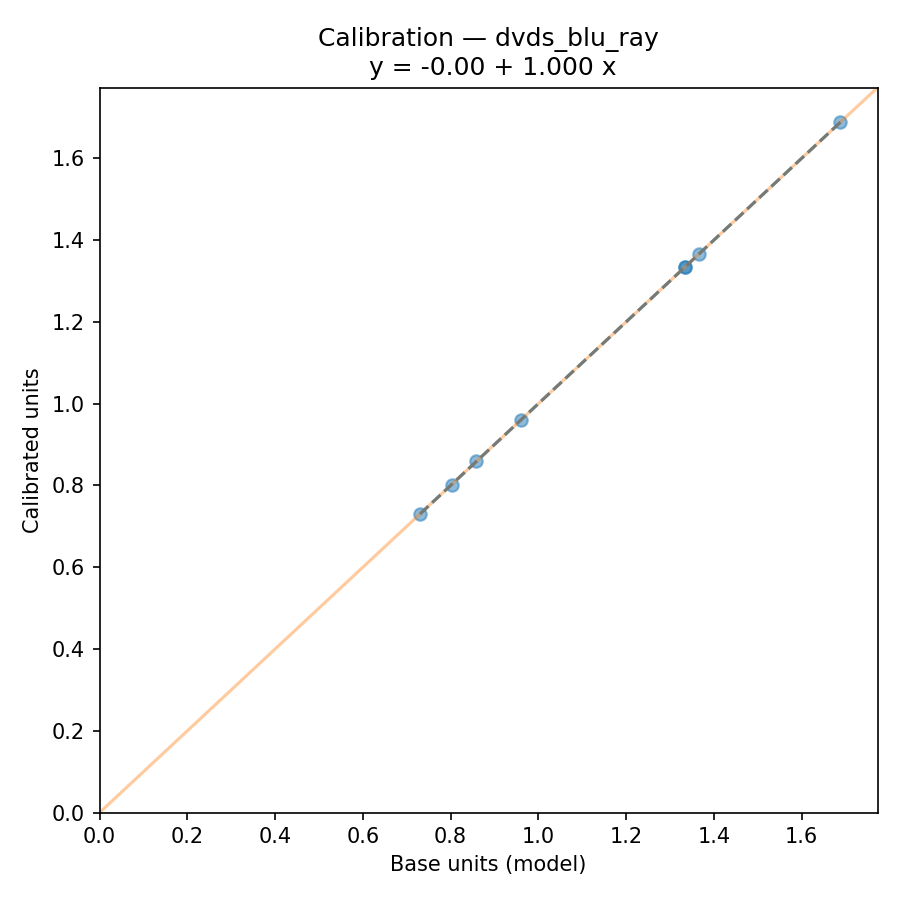 Calibration — dvds_blu_ray
y = -0.00 + 1.000 x
Calibrated units
1.6
1.4
1.2
1.0
0.8
0.6
0.4
0.2
0.0
0.0 0.2 0.4 0.6 0.8 1.0 1.2 1.4 1.6
Base units (model)